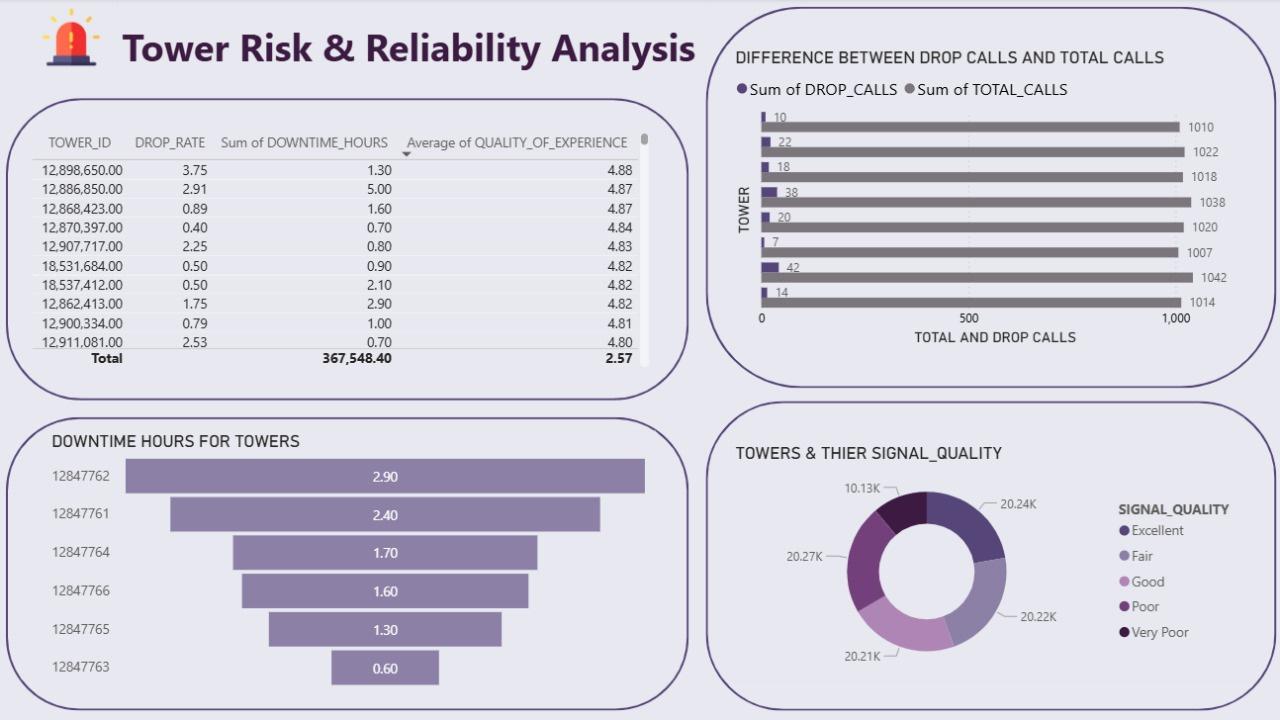 Tower Risk & Reliability Analysis
TOWER_ID DROP_RATE Sum of DOWNTIME_HOURS Average of QUALITY_OF_EXPERIENCE
12,898,650.00 3.75 1.30 4.88
12,886,850.00 2.91 5.00 4.87
12,868,423.00 0.89 1.60 4.87
12,870,397.00 0.40 0.70 4.84
12,907,717.00 2.25 0.80 4.83
18,531,684.00 0.50 0.90 4.82
18,537,412.00 0.50 2.10 4.82
12,862,413.00 1.75 2.90 4.82
12,900,334.00 0.79 1.00 4.81
12,911,081.00 2.53 0.70 4.80
Total 367,548.40 2.57
DIFFERENCE BETWEEN DROP CALLS AND TOTAL CALLS
Sum of DROP_CALLS Sum of TOTAL_CALLS
TOWER
10
1010
22
1022
18
1018
38
1038
20
1020
7
1007
42
1042
14
1014
0 500 1,000
TOTAL AND DROP CALLS
DOWNTIME HOURS FOR TOWERS
12847762 2.90
12847761 2.40
12847764 1.70
12847766 1.60
12847765 1.30
12847763 0.60
TOWERS & THIER SIGNAL_QUALITY
10.13K
20.24K
20.27K
20.22K
20.21K
SIGNAL_QUALITY
Excellent
Fair
Good
Poor
Very Poor